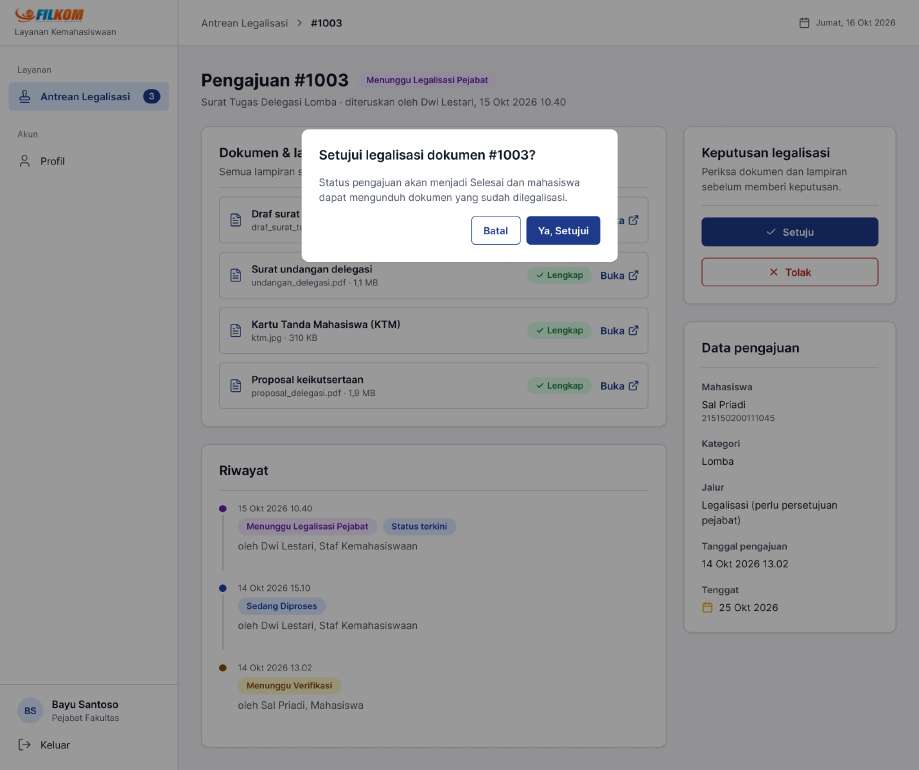 FILKOM
Layanan Kemahasiswaan
Layanan
Antrean Legalisasi 3
Akun
Profil
BS
Bayu Santoso
Pejabat Fakultas
Keluar
Antrean Legalisasi > #1003
Jumat, 16 Okt 2026
Pengajuan #1003 Menunggu Legalisasi Pejabat
Surat Tugas Delegasi Lomba · diteruskan oleh Dwi Lestari, 15 Okt 2026 10.40
Setujui legalisasi dokumen #1003?
Status pengajuan akan menjadi Selesai dan mahasiswa
dapat mengunduh dokumen yang sudah dilegalisasi.
Batal Ya, Setujui
Dokumen & la
Semua lampiran s
Draf surat
draf_surat_tu
Surat undangan delegasi
undangan_delegasi.pdf · 1,1 MB
Lengkap Buka
Kartu Tanda Mahasiswa (KTM)
ktm.jpg · 310 KB
Lengkap Buka
Proposal keikutsertaan
proposal_delegasi.pdf · 1,9 MB
Lengkap Buka
Riwayat
15 Okt 2026 10.40
Menunggu Legalisasi Pejabat Status terkini
oleh Dwi Lestari, Staf Kemahasiswaan
14 Okt 2026 15.10
Sedang Diproses
oleh Dwi Lestari, Staf Kemahasiswaan
14 Okt 2026 13.02
Menunggu Verifikasi
oleh Sal Priadi, Mahasiswa
Keputusan legalisasi
Periksa dokumen dan lampiran
sebelum memberi keputusan.
Setuju
Tolak
Data pengajuan
Mahasiswa
Sal Priadi
215150200111045
Kategori
Lomba
Jalur
Legalisasi (perlu persetujuan
pejabat)
Tanggal pengajuan
14 Okt 2026 13.02
Tenggat
25 Okt 2026